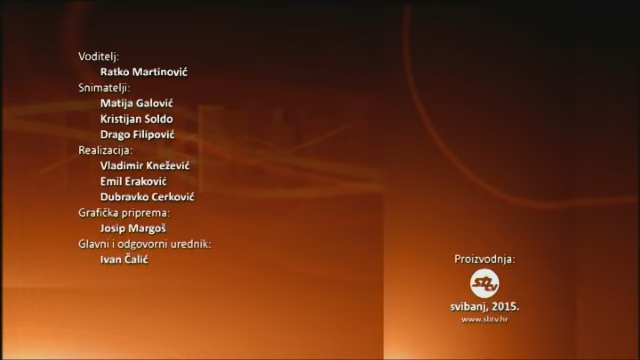 Voditelj:
Ratko Martinović
Snimatelji:
Matija Galović
Kristijan Soldo
Drago Filipović
Realizacija:
Vladimir Knežević
Emil Eraković
Dubravko Cerković
Grafička priprema:
Josip Margoš
Glavni i odgovorni urednik:
Ivan Čalić
Proizvodnja:
sbtv
svibanj, 2015.
www.sbtv.hr